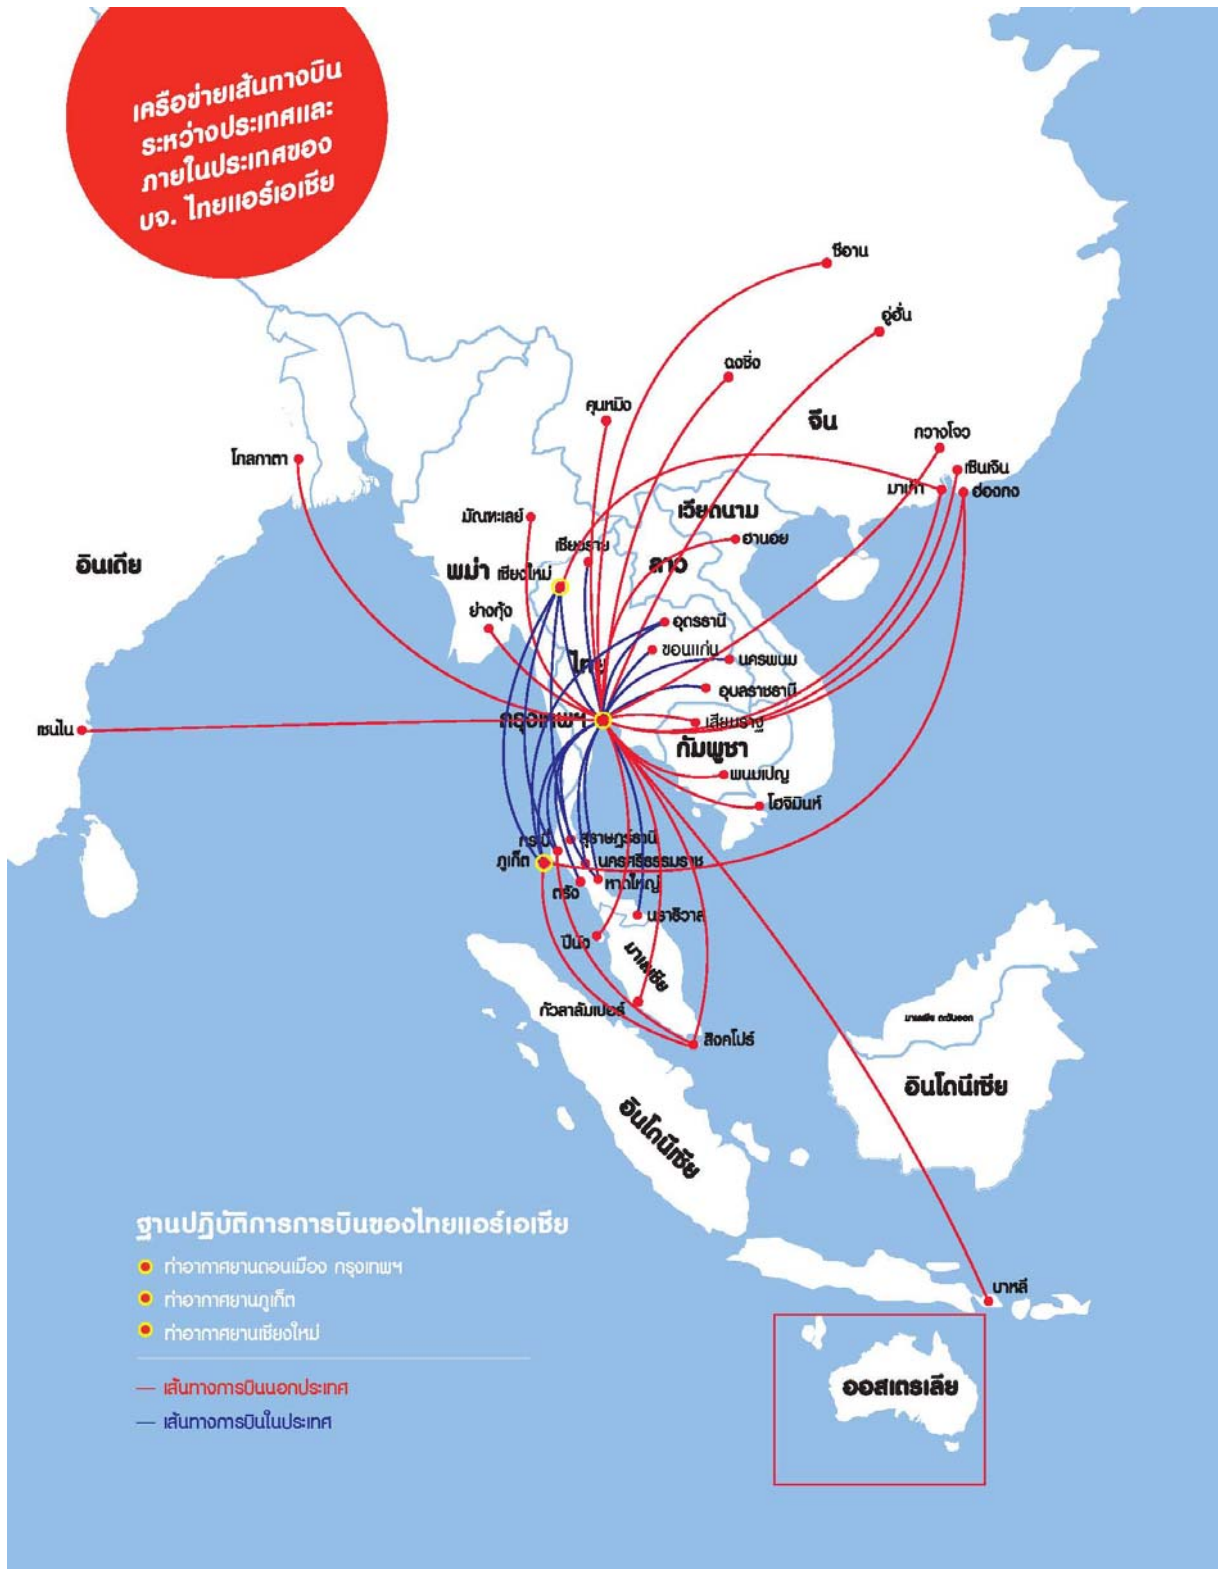 เครือข่ายเส้นทางบิน
ระหว่างประเทศและ
ภายในประเทศของ
บจ. ไทยแอร์เอเชีย
ซีอาน
อู่ฮั่น
ฉงชิ่ง
คุนหมิง
จีน
กวางโจว
โกลกาตา
เซินเจิ้น
มาเก๊า
ฮ่องกง
มัณฑะเลย์
เวียดนาม
เชียงราย
ฮานอย
อินเดีย
พม่า
เชียงใหม่
ลาว
ย่างกุ้ง
อุดรธานี
ขอนแก่น
นครพนม
ไทย
อุบลราชธานี
เชนไน
กรุงเทพฯ
เสียมราฐ
กัมพูชา
พนมเปญ
โฮจิมินห์
กระบี่
สุราษฎร์ธานี
ภูเก็ต
นครศรีธรรมราช
ตรัง
หาดใหญ่
นราธิวาส
ปีนัง
มาเลเซีย
กัวลาลัมเปอร์
มาเลเซีย ตะวันออก
สิงคโปร์
อินโดนีเซีย
อินโดนีเซีย
ฐานปฏิบัติการการบินของไทยแอร์เอเชีย
ท่าอากาศยานดอนเมือง กรุงเทพฯ
ท่าอากาศยานภูเก็ต
ท่าอากาศยานเชียงใหม่
บาหลี
ออสเตรเลีย
เส้นทางการบินนอกประเทศ
เส้นทางการบินในประเทศ